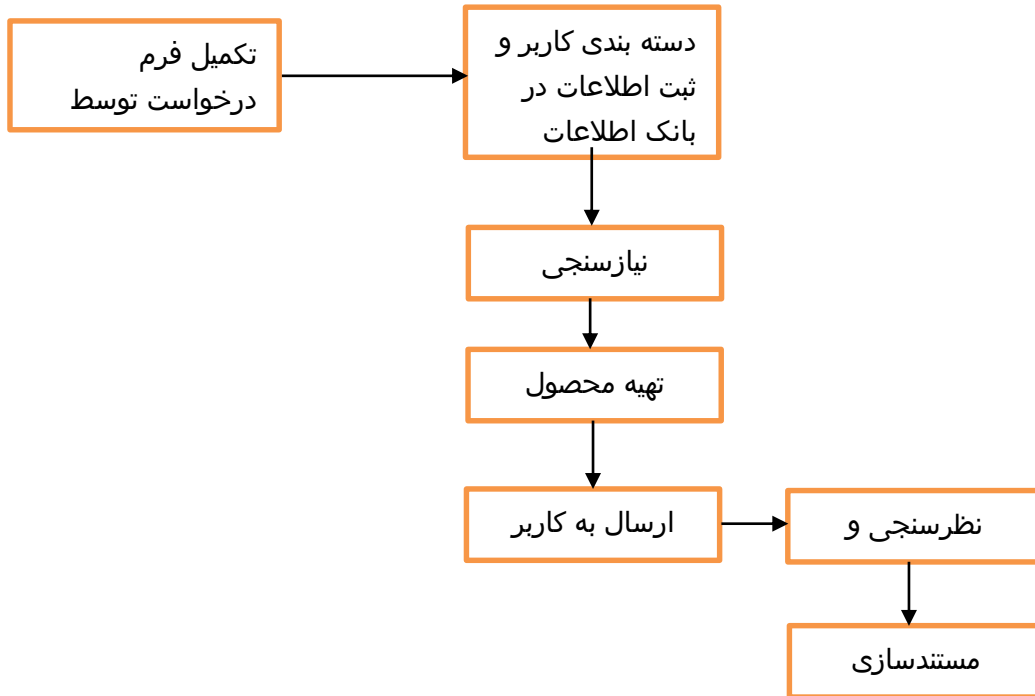 تکمیل فرم
درخواست توسط
دسته بندی کاربر و
ثبت اطلاعات در
بانک اطلاعات
نیازسنجی
تهیه محصول
ارسال به کاربر
نظرسنجی و
مستندسازی